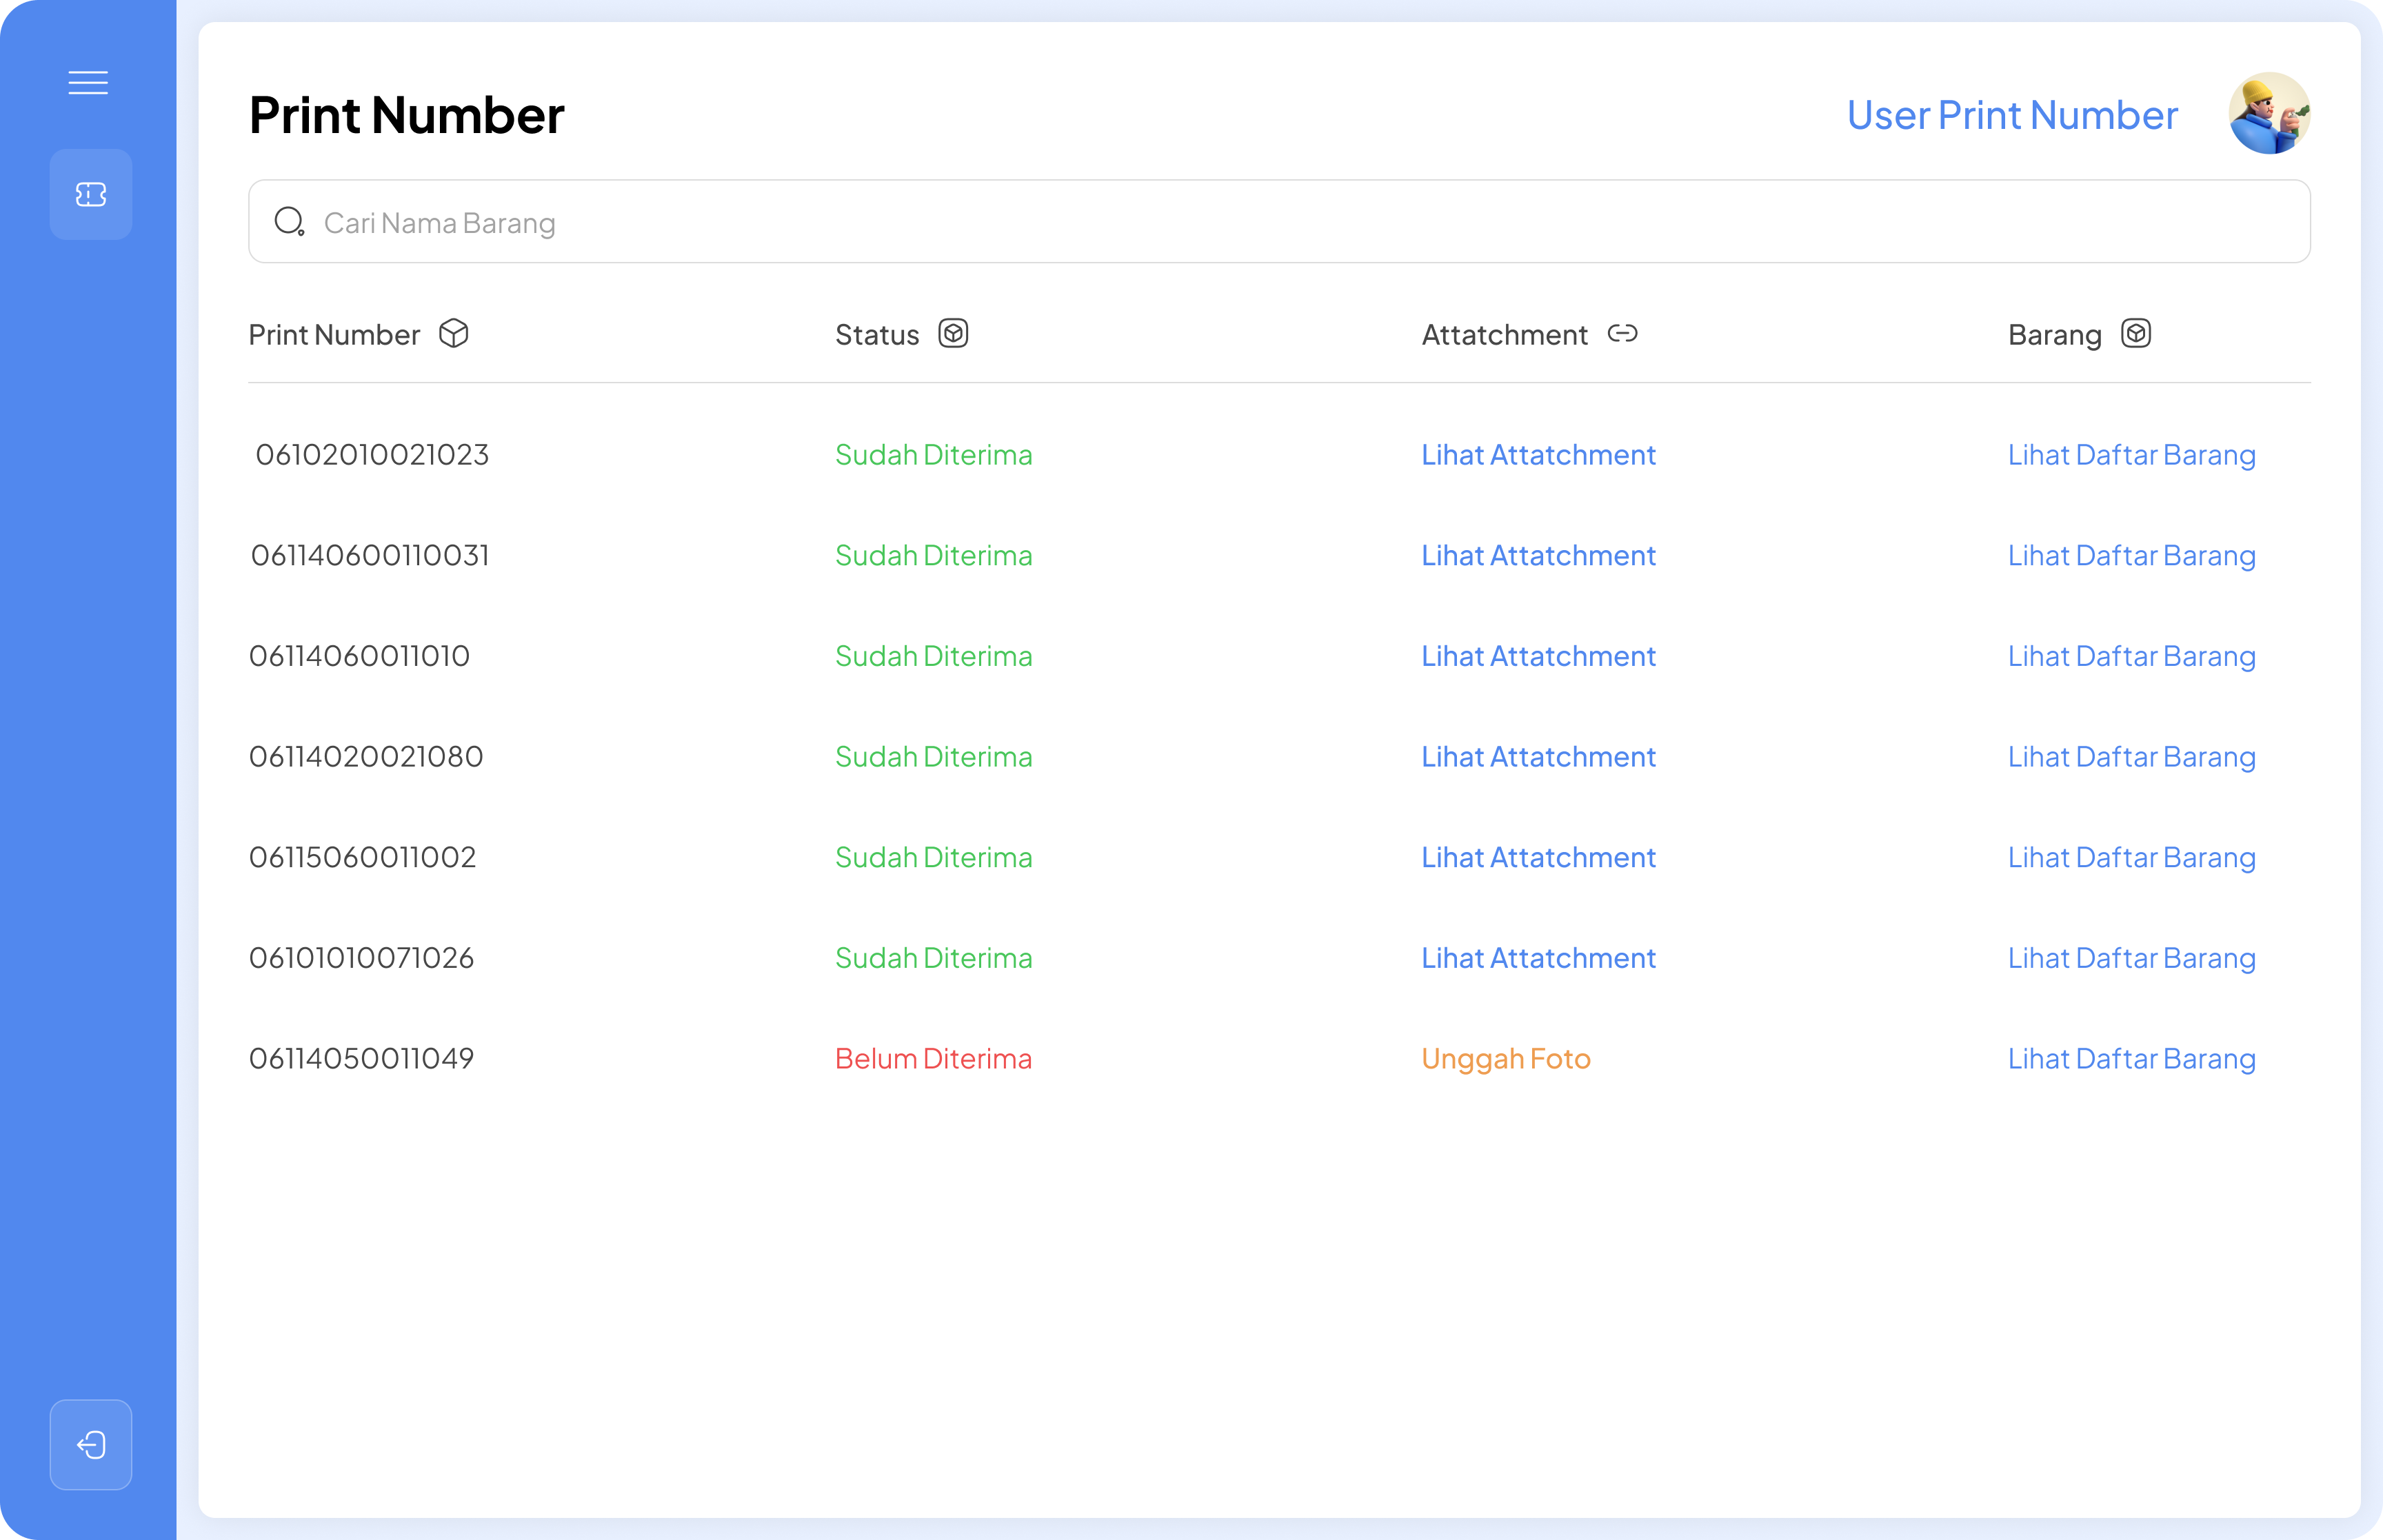 Print Number
User Print Number
Cari Nama Barang
Print Number Status Attatchment Barang
06102010021023 Sudah Diterima Lihat Attatchment Lihat Daftar Barang
061140600110031 Sudah Diterima Lihat Attatchment Lihat Daftar Barang
06114060011010 Sudah Diterima Lihat Attatchment Lihat Daftar Barang
06114020021080 Sudah Diterima Lihat Attatchment Lihat Daftar Barang
06115060011002 Sudah Diterima Lihat Attatchment Lihat Daftar Barang
06101010071026 Sudah Diterima Lihat Attatchment Lihat Daftar Barang
06114050011049 Belum Diterima Unggah Foto Lihat Daftar Barang